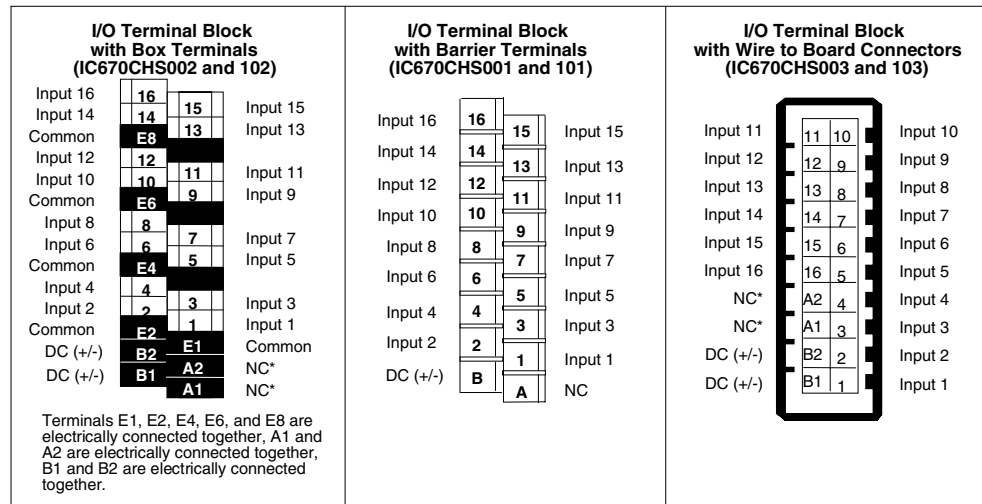 I/O Terminal Block
with Box Terminals
(IC670CHS002 and 102)
Input 16 16
15 Input 15
Input 14 14
13 Input 13
Common E8
Input 12 12
11 Input 11
Input 10 10
9 Input 9
Common E6
Input 8 8
7 Input 7
Input 6 6
5 Input 5
Common E4
Input 4 4
3 Input 3
Input 2 2
1 Input 1
Common E2
E1 Common
DC (+/-) B2
A2 NC*
DC (+/-) B1
A1 NC*
Terminals E1, E2, E4, E6, and E8 are
electrically connected together, A1 and
A2 are electrically connected together,
B1 and B2 are electrically connected
together.
I/O Terminal Block
with Barrier Terminals
(IC670CHS001 and 101)
Input 16 16
15 Input 15
Input 14 14
13 Input 13
Input 12 12
11 Input 11
Input 10 10
9 Input 9
Input 8 8
7 Input 7
Input 6 6
5 Input 5
Input 4 4
3 Input 3
Input 2 2
1 Input 1
DC (+/-) B
A NC
I/O Terminal Block
with Wire to Board Connectors
(IC670CHS003 and 103)
Input 11 11 10 Input 10
Input 12 12 9 Input 9
Input 13 13 8 Input 8
Input 14 14 7 Input 7
Input 15 15 6 Input 6
Input 16 16 5 Input 5
NC* A2 4 Input 4
NC* A1 3 Input 3
DC (+/-) B2 2 Input 2
DC (+/-) B1 1 Input 1